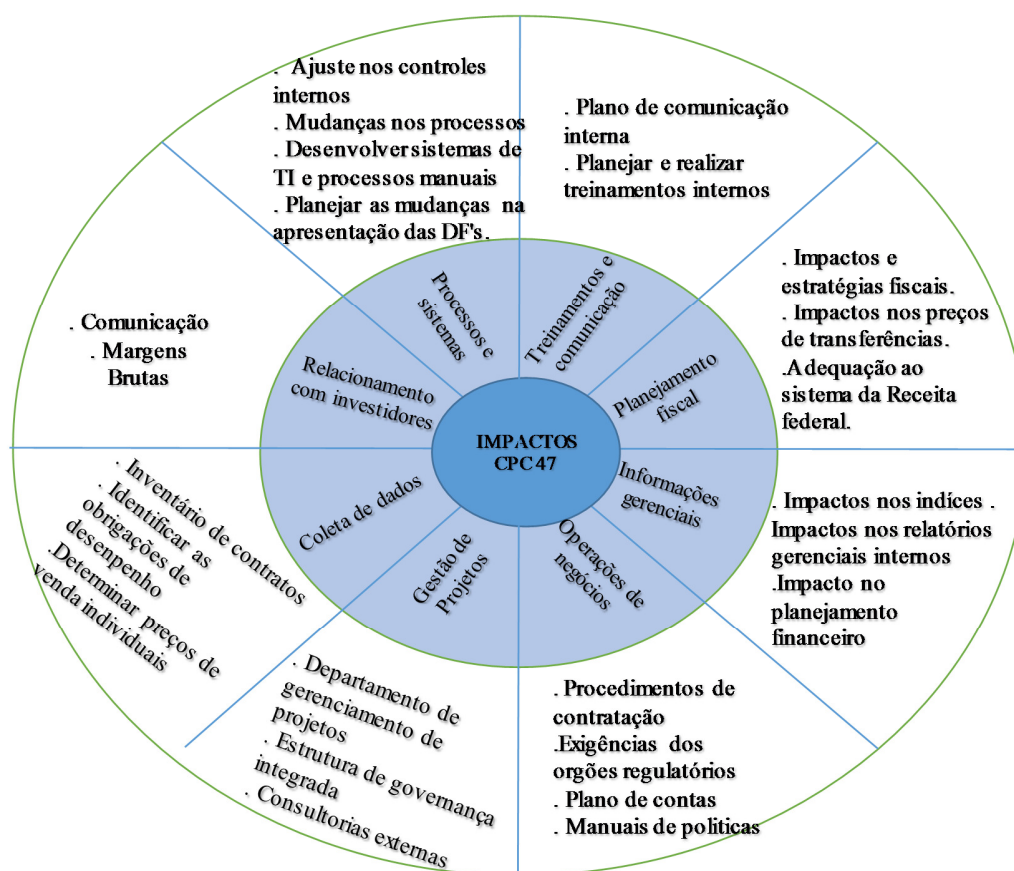 . Ajuste nos controles
internos
. Mudanças nos processos
. Desenvolver sistemas de
TI e processos manuais
. Planejar as mudanças na
apresentação das DF's.
. Plano de comunicação
interna
. Planejar e realizar
treinamentos internos
. Impactos e
estratégias fiscais.
. Impactos nos preços
de transferências.
.Adequação ao
sistema da Receita
federal.
. Impactos nos indíces .
Impactos nos relatórios
gerenciais internos
.Impacto no
planejamento
financeiro
. Procedimentos de
contratação
.Exigências dos
orgões regulatórios
. Plano de contas
. Manuais de políticas
. Departamento de
gerenciamento de
projetos
. Estrutura de governança
integrada
. Consultorias externas
. Inventário de contratos
. Identificar as
obrigações de
desenpenho
.Determinar preços de
venda individuais
. Comunicação
. Margens
Brutas
Processos e
sistemas
Treinamentos e
comunicação
Planejamento
fiscal
Informações
gerenciais
Operações de
negócios
Gestão de
Projetos
Coleta de dados
Relacionamento
com investidores
IMPACTOS
CPC 47